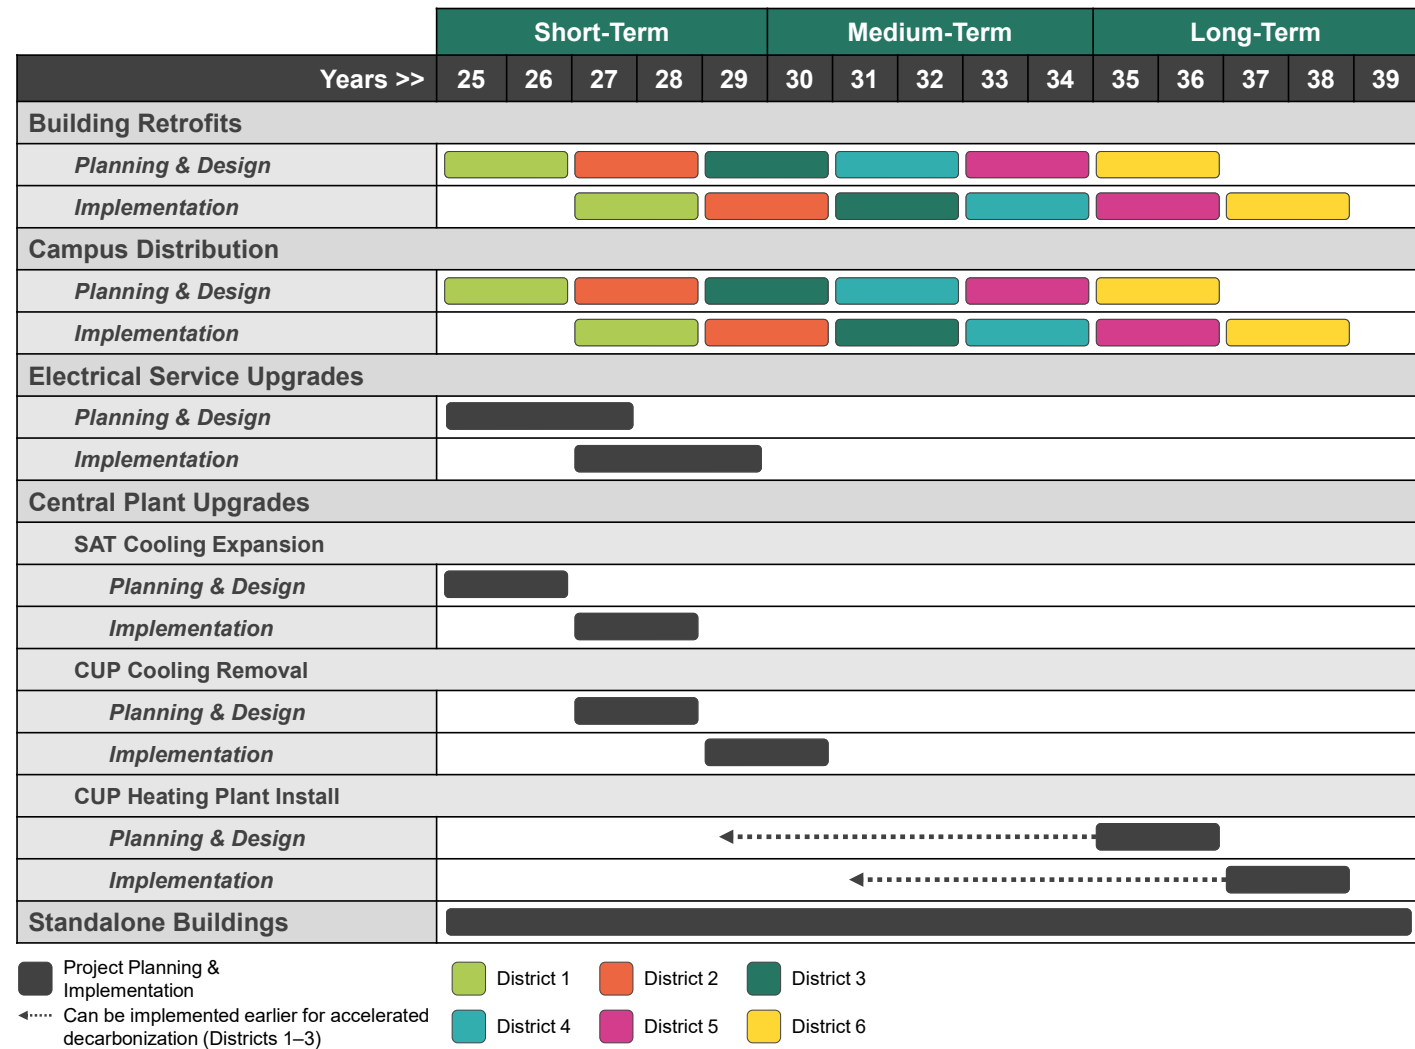 Short-Term Medium-Term Long-Term
Years >> 25 26 27 28 29 30 31 32 33 34 35 36 37 38 39
Building Retrofits
Planning & Design
Implementation
Campus Distribution
Planning & Design
Implementation
Electrical Service Upgrades
Planning & Design
Implementation
Central Plant Upgrades
SAT Cooling Expansion
Planning & Design
Implementation
CUP Cooling Removal
Planning & Design
Implementation
CUP Heating Plant Install
Planning & Design
Implementation
Standalone Buildings
Project Planning &
Implementation
Can be implemented earlier for accelerated
decarbonization (Districts 1–3)
District 1 District 2 District 3
District 4 District 5 District 6